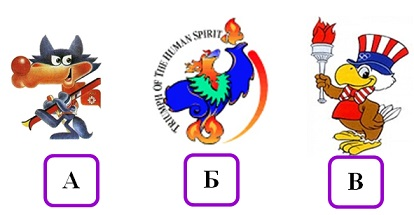 TRIUMPH OF THE HUMAN SPIRIT
А
Б
В